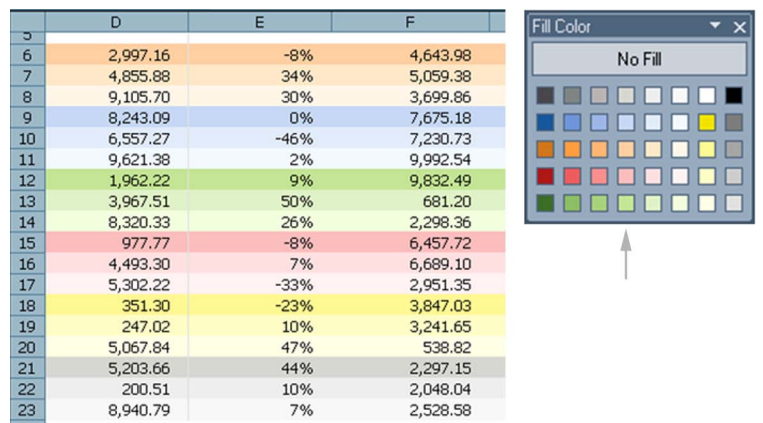 D E F
5
6 2,997.16 -8% 4,643.98
7 4,855.88 34% 5,059.38
8 9,105.70 30% 3,699.86
9 8,243.09 0% 7,675.18
10 6,557.27 -46% 7,230.73
11 9,621.38 2% 9,992.54
12 1,962.22 9% 9,832.49
13 3,967.51 50% 681.20
14 8,320.33 26% 2,298.36
15 977.77 -8% 6,457.72
16 4,493.30 7% 6,689.10
17 5,302.22 -33% 2,951.35
18 351.30 -23% 3,847.03
19 247.02 10% 3,241.65
20 5,067.84 47% 538.82
21 5,203.66 44% 2,297.15
22 200.51 10% 2,048.04
23 8,940.79 7% 2,528.58
Fill Color
No Fill